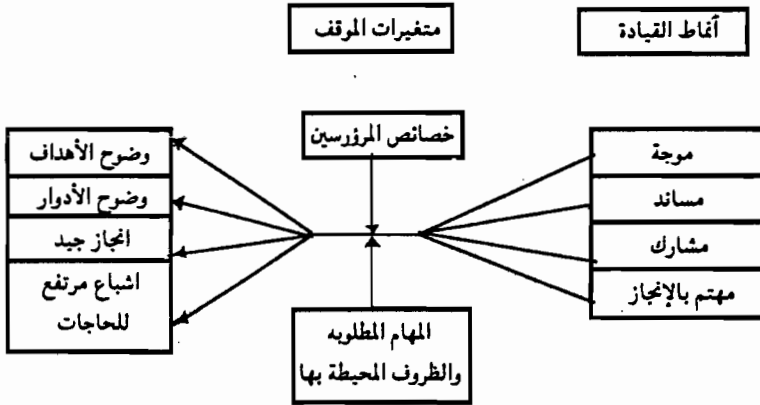 أنماط القيادة
متغيرات الموقف
خصائص المرؤرسين
موجة
مساند
مشارك
مهتم بالإنجاز
وضوح الأهداف
وضوح الأدوار
انجاز جيد
اشباع مرتفع
للحاجات
المهام المطلوبه
والظروف المحيطة بها